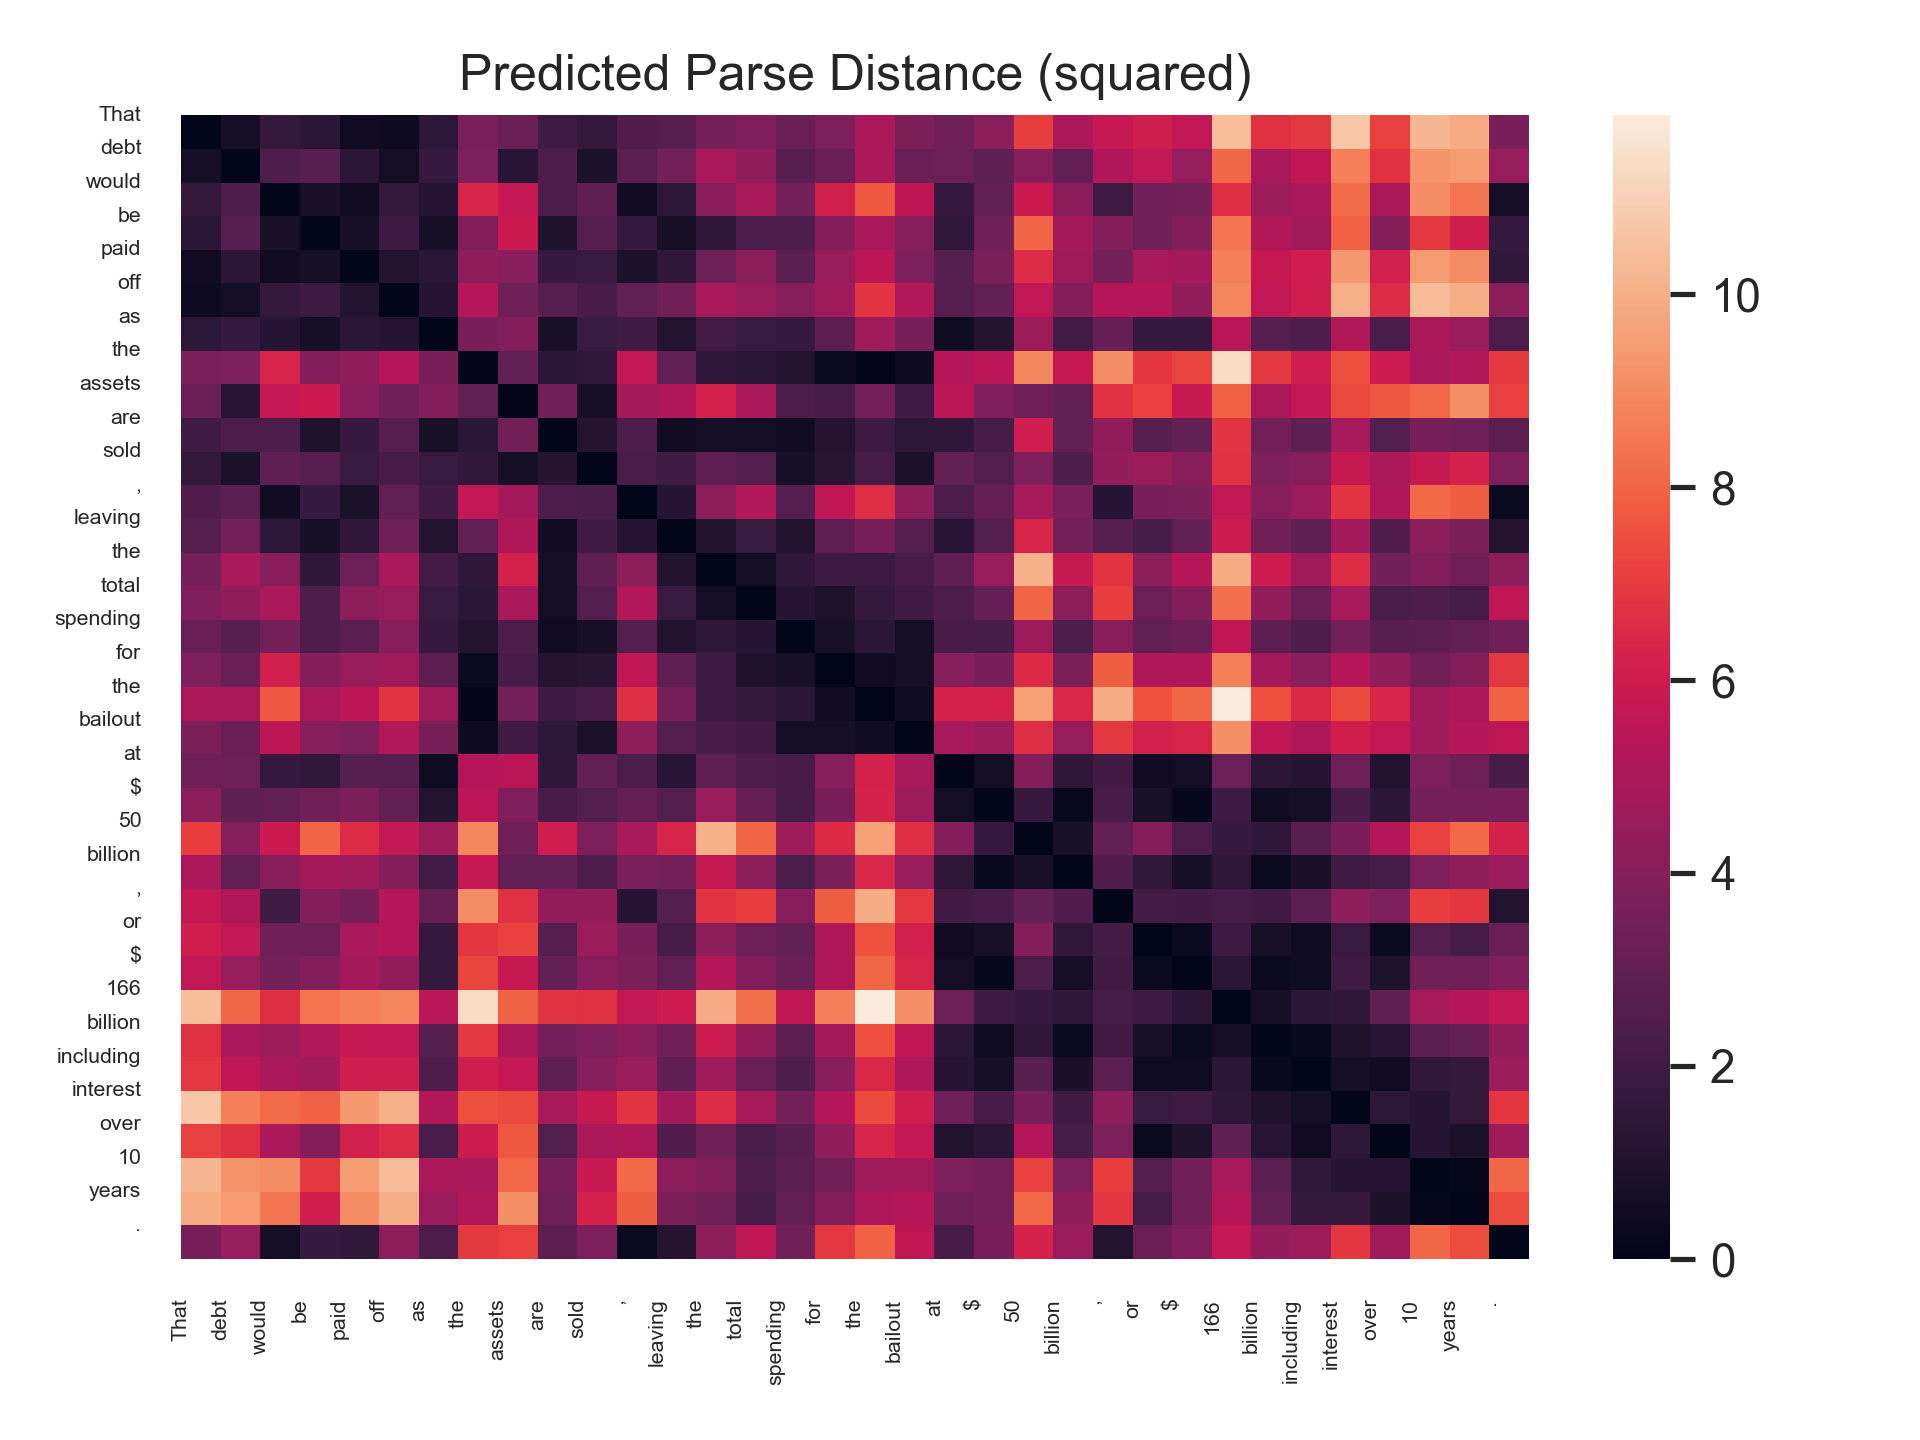 Predicted Parse Distance (squared)
That
debt
would
be
paid
off
as
the
assets
are
sold
,
leaving
the
total
spending
for
the
bailout
at
$
50
billion
,
or
$
166
billion
including
interest
over
10
years
.
10
8
6
4
2
0
That
debt
would
be
paid
off
as
the
assets
are
sold
,
leaving
the
total
spending
for
the
bailout
at
$
50
billion
,
or
$
166
billion
including
interest
over
10
years
.